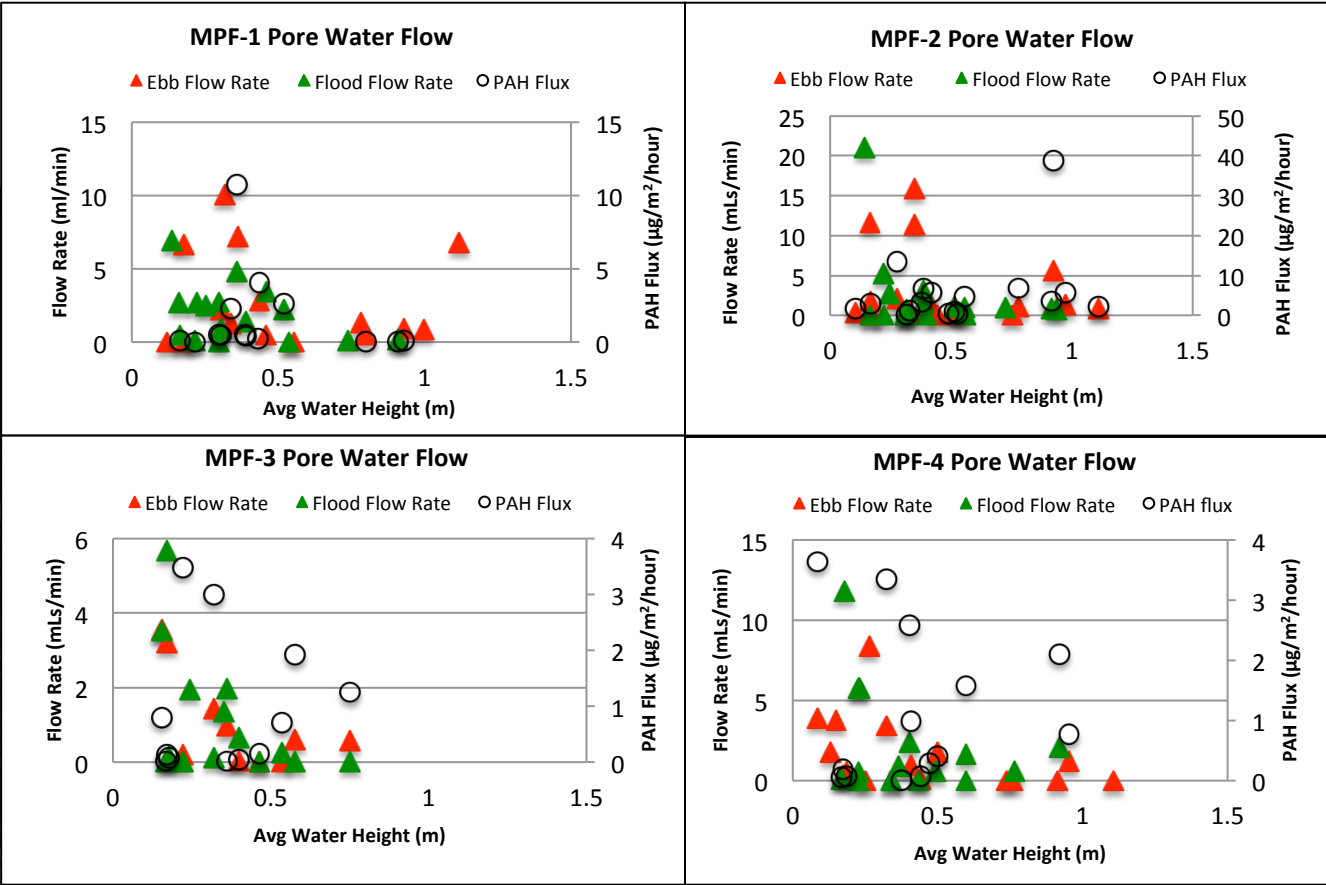 MPF-1 Pore Water Flow
Ebb Flow Rate Flood Flow Rate PAH Flux
15
10
5
0
15
10
5
0
0 0.5 1 1.5
Flow Rate (ml/min)
PAH Flux (µg/m²/hour)
Avg Water Height (m)
MPF-2 Pore Water Flow
Ebb Flow Rate Flood Flow Rate PAH Flux
25
20
15
10
5
0
50
40
30
20
10
0
0 0.5 1 1.5
Flow Rate (mLs/min)
PAH Flux (µg/m²/hour)
Avg Water Height (m)
MPF-3 Pore Water Flow
Ebb Flow Rate Flood Flow Rate PAH Flux
6
4
2
0
4
3
2
1
0
0 0.5 1 1.5
Flow Rate (mLs/min)
PAH Flux (µg/m²/hour)
Avg Water Height (m)
MPF-4 Pore Water Flow
Ebb Flow Rate Flood Flow Rate PAH flux
15
10
5
0
4
3
2
1
0
0 0.5 1 1.5
Flow Rate (mLs/min)
PAH Flux (µg/m²/hour)
Avg Water Height (m)